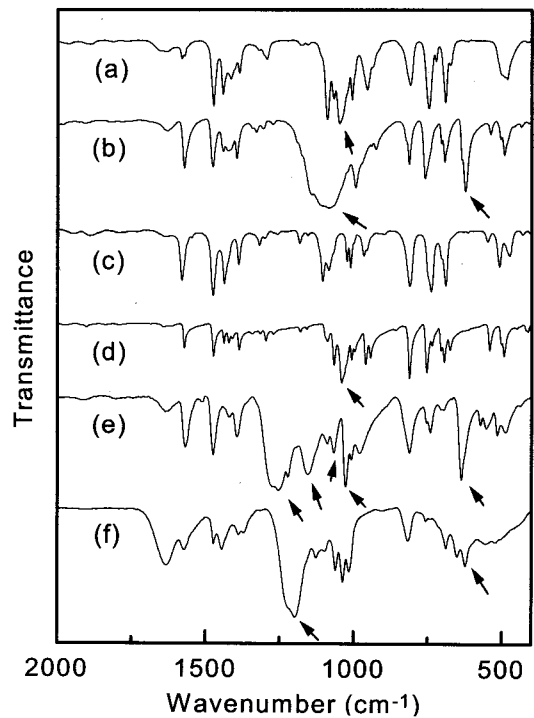 (a)
(b)
(c)
(d)
(e)
(f)
Transmittance
2000 1500 1000 500
Wavenumber (cm-1)